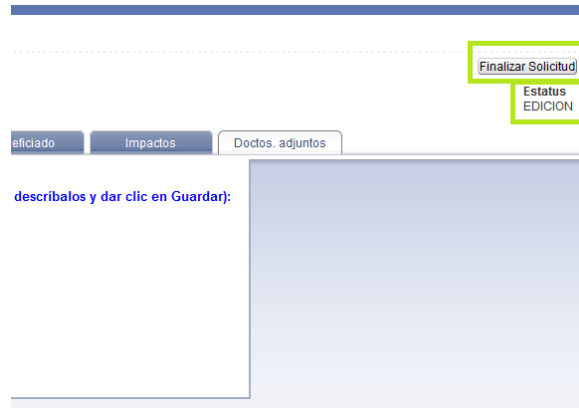 Finalizar Solicitud
Estatus
EDICION
eficiado Impactos Doctos. adjuntos
descríbalos y dar clic en Guardar):